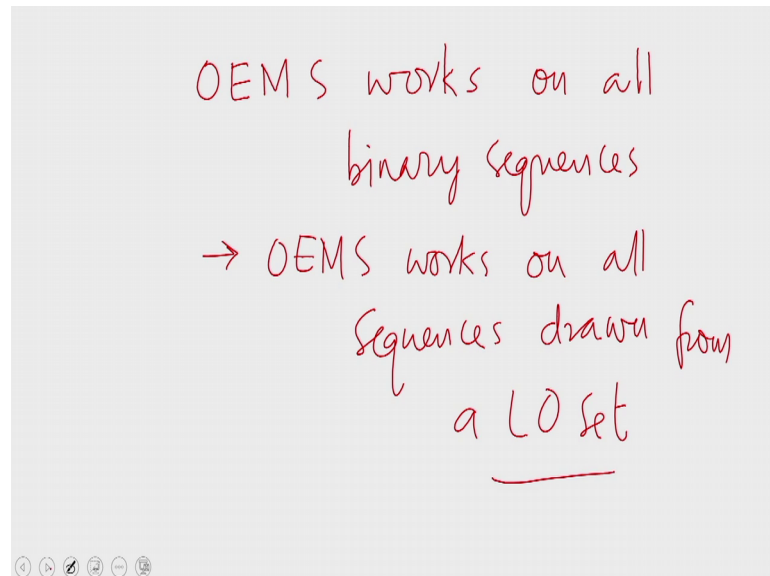 OEMS works on all
binary sequences
→ OEMS works on all
sequences drawn from
a LO set